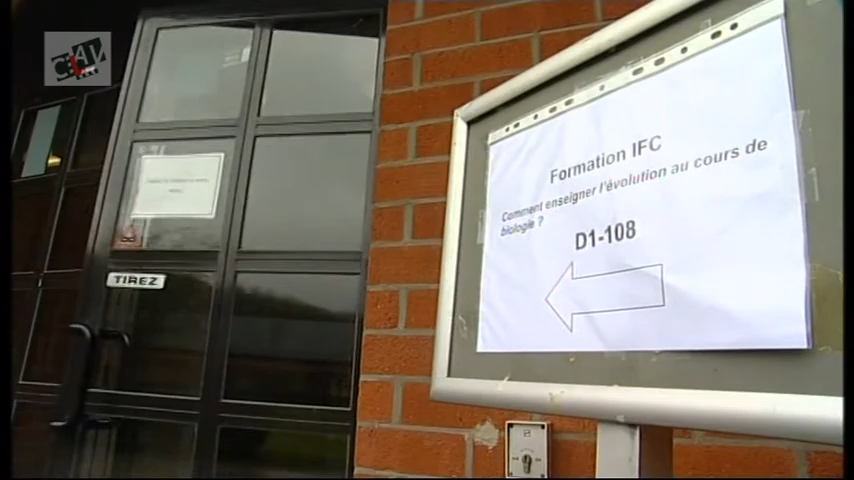 CAV
TIREZ
Formation IFC
Comment enseigner l'évolution au cours de
biologie ?
D1-108